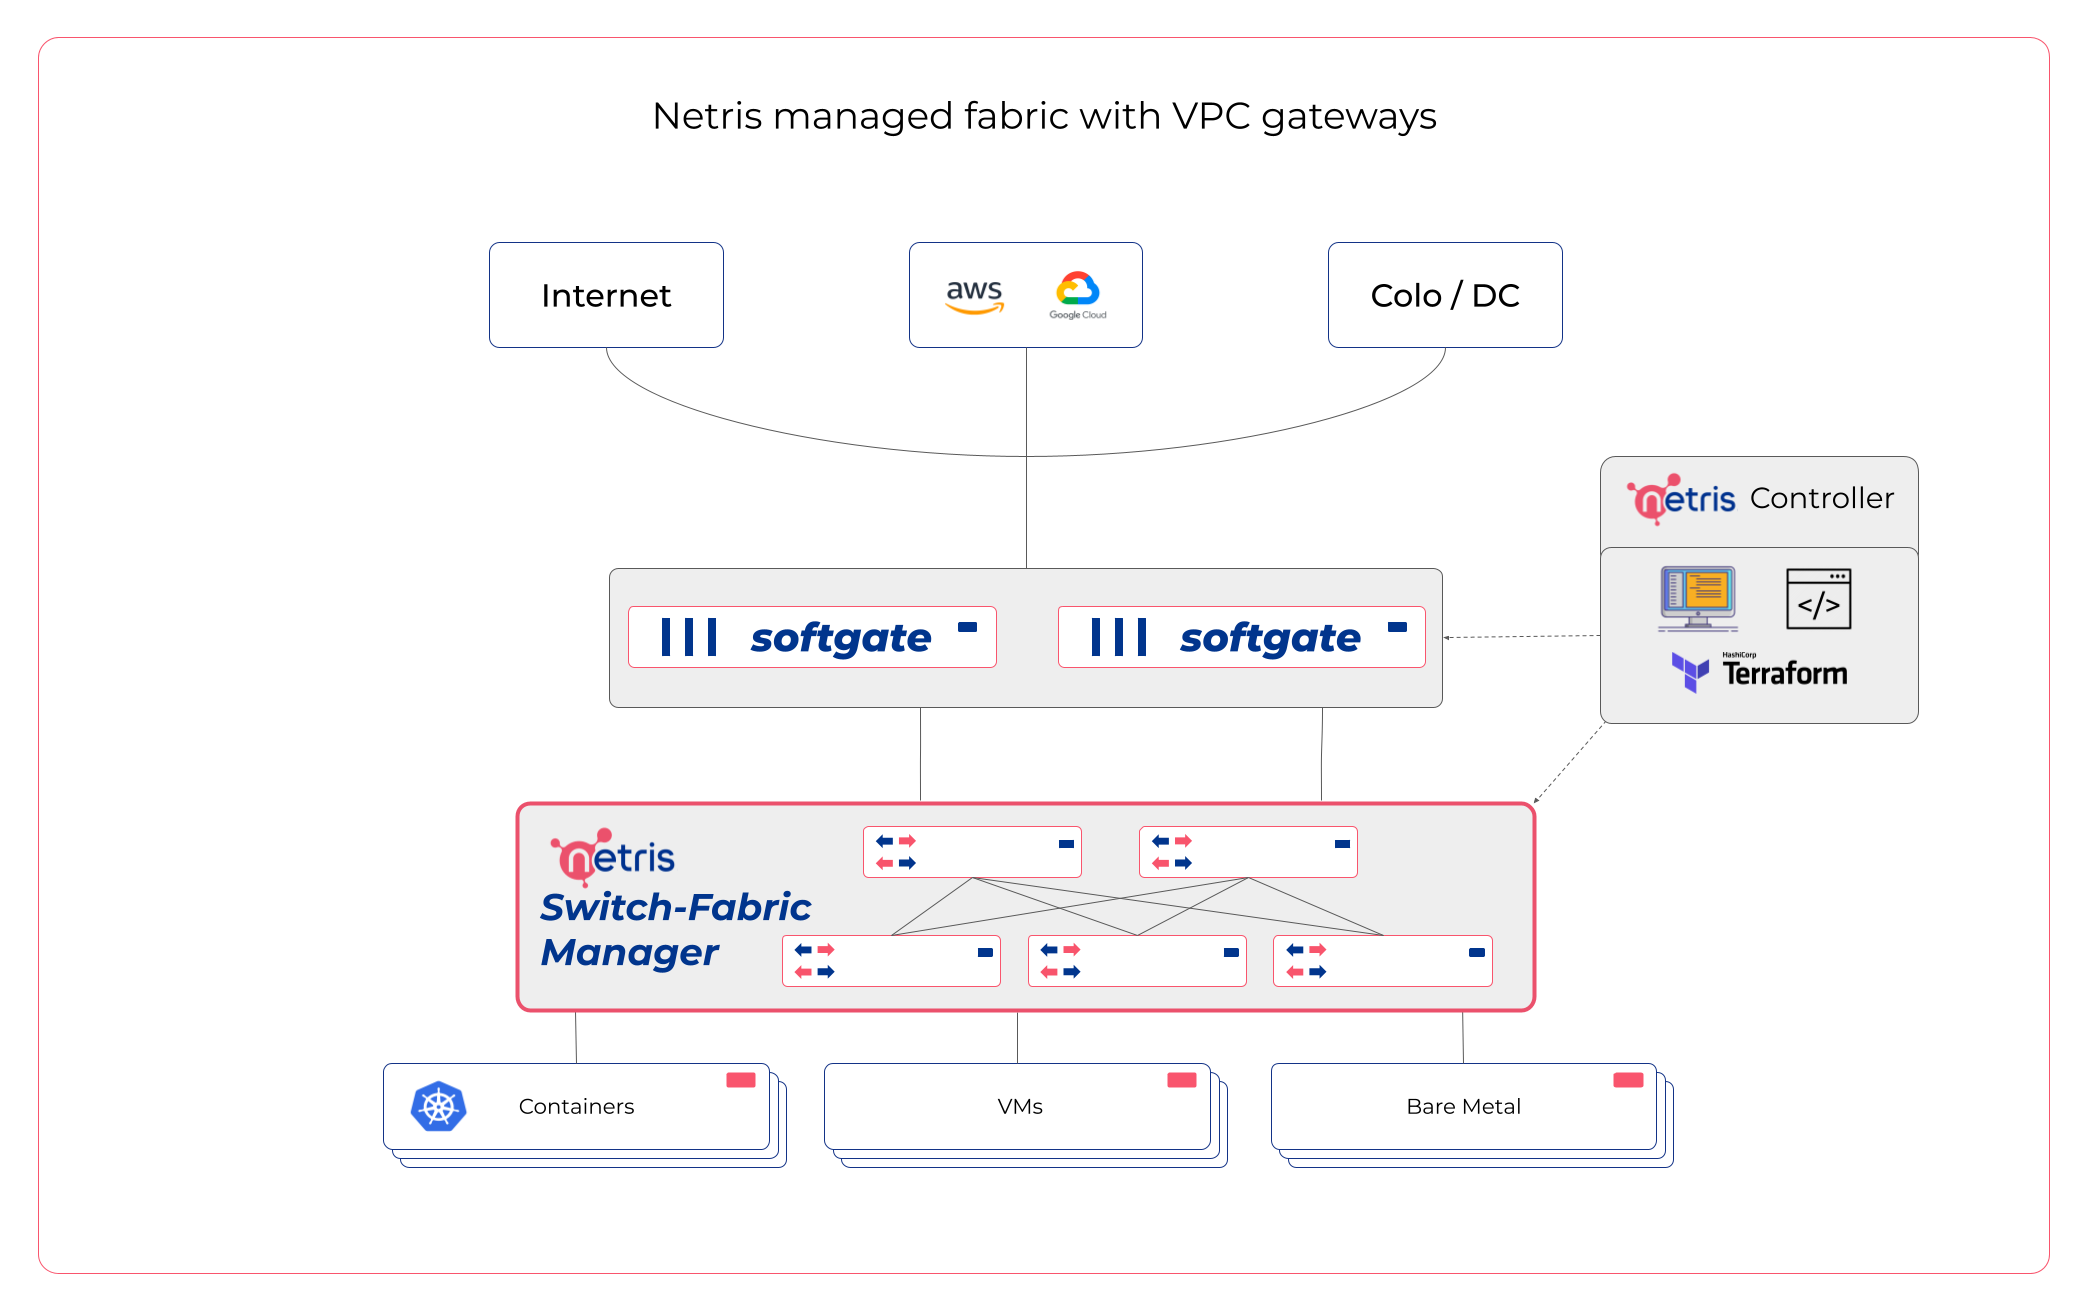 Netris managed fabric with VPC gateways
Internet
aws
Google Cloud
Colo / DC
netris Controller
</>
HashiCorp
Terraform
softgate
softgate
netris
Switch-Fabric
Manager
Containers
VMs
Bare Metal